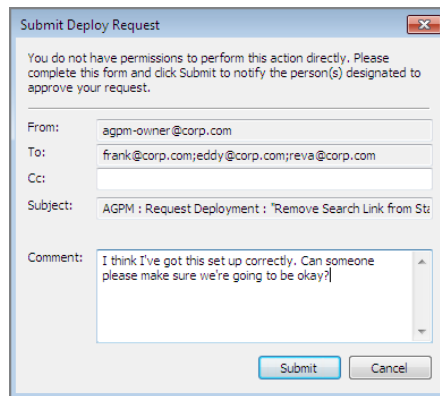 Submit Deploy Request
You do not have permissions to perform this action directly. Please
complete this form and click Submit to notify the person(s) designated to
approve your request.
From: agpm-owner@corp.com
To: frank@corp.com;eddy@corp.com;reva@corp.com
Cc:
Subject: AGPM : Request Deployment : "Remove Search Link from Sta
Comment: I think I've got this set up correctly. Can someone
please make sure we're going to be okay?
Submit Cancel